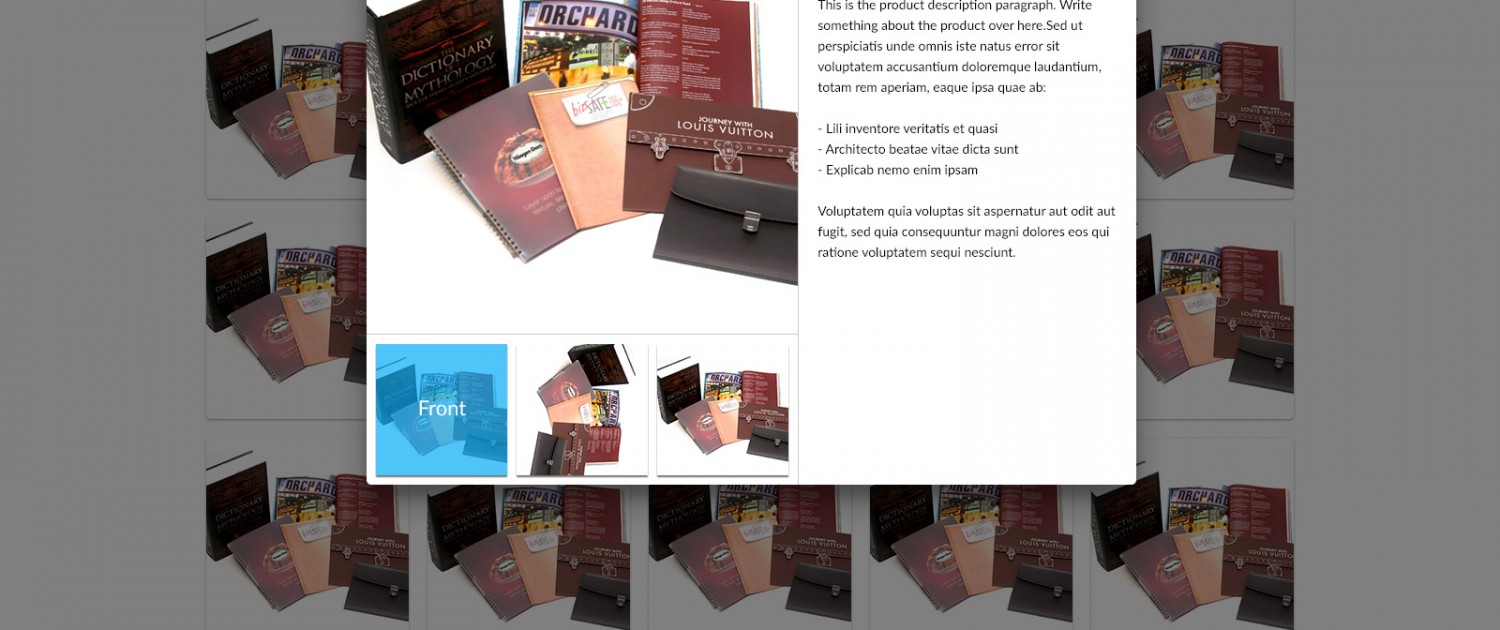 ORCHARD
THE
DICTIONARY
OF
MYTHOLOGY
bizSAFE
Häagen-Dazs
JOURNEY WITH
LOUIS VUITTON
This is the product description paragraph. Write
something about the product over here.Sed ut
perspiciatis unde omnis iste natus error sit
voluptatem accusantium doloremque laudantium,
totam rem aperiam, eaque ipsa quae ab:
- Lili inventore veritatis et quasi
- Architecto beatae vitae dicta sunt
- Explicab nemo enim ipsam
Voluptatem quia voluptas sit aspernatur aut odit aut
fugit, sed quia consequuntur magni dolores eos qui
ratione voluptatem sequi nesciunt.
Front